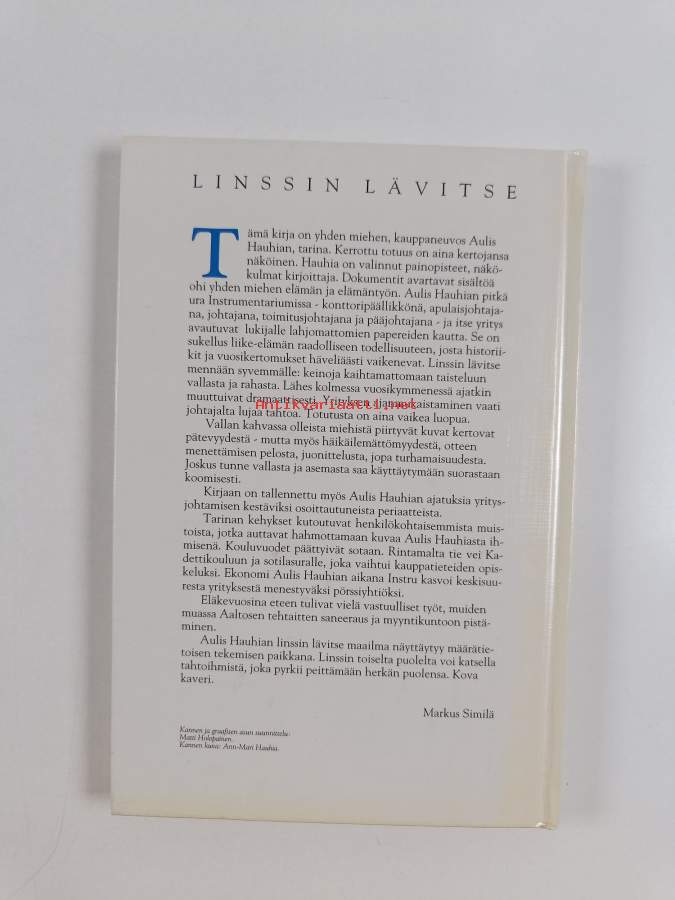 LINSSIN LÄVITSE
Tämä kirja on yhden miehen, kauppaneuvos Aulis
Hauhian, tarina. Kerrottu totuus on aina kertojansa
näköinen. Hauhia on valinnut painopisteet, näkö-
kulmat kirjoittaja. Dokumentit avartavat sisältöä
ohi yhden miehen elämän ja elämäntyön. Aulis Hauhian pitkä
ura Instrumentariumissa - konttoripäällikkönä, apulaisjohtaja-
na, johtajana, toimitusjohtajana ja pääjohtajana - ja itse yritys
avautuvat lukijalle lahjomattomien papereiden kautta. Se on
sukellus liike-elämän raadolliseen todellisuuteen, josta historii-
kit ja vuosikertomukset häveliäästi vaikenevat. Linssin lävitse
mennään syvemmälle: keinoja kaihtamattomaan taisteluun
vallasta ja rahasta. Lähes kolmessa vuosikymmenessä ajatkin
muuttuivat dramaattisesti. Yrityksen ajanmukaistaminen vaati
Antikvariaatti.net
johtajalta lujaa tahtoa. Totutusta on aina vaikea luopua.
Vallan kahvassa olleista miehistä piirtyvät kuvat kertovat
pätevyydestä - mutta myös häikäilemättömyydestä, otteen
menettämisen pelosta, juonittelusta, jopa turhamaisuudesta.
Joskus tunne vallasta ja asemasta saa käyttäytymään suorastaan
koomisesti.
Kirjaan on tallennettu myös Aulis Hauhian ajatuksia yritys-
johtamisen kestäviksi osoittautuneista periaatteista.
Tarinan kehykset kutoutuvat henkilökohtaisemmista muis-
toista, jotka auttavat hahmottamaan kuvaa Auliis Hauhiasta ih-
misenä. Kouluvuodet päättyivät sotaan. Rintamalta tie vei Ka-
dettikouluun ja sotilasuralle, joka vaihtui kauppatieteiden opis-
keluksi. Ekonomi Aulis Hauhian aikana Instru kasvoi keskisuu-
resta yrityksestä menestyväksi pörssiyhtiöksi.
Eläkevuosina eteen tulivat vielä vastuulliset työt, muiden
muassa Aaltosen tehtaitten saneeraus ja myyntikuntoon pistä-
minen.
Aulis Hauhian linssin lävitse maailma näyttäytyy määrätie-
toisen tekemisen paikkana. Linssin toiselta puolelta voi katsella
tahtoihmistä, joka pyrkii peittämään herkän puolensa. Kova
kaveri.
Markus Similä
Kannen ja graafisen asun suunnittelu:
Matti Holopainen.
Kannen kuva: Ann-Mari Hauhia.